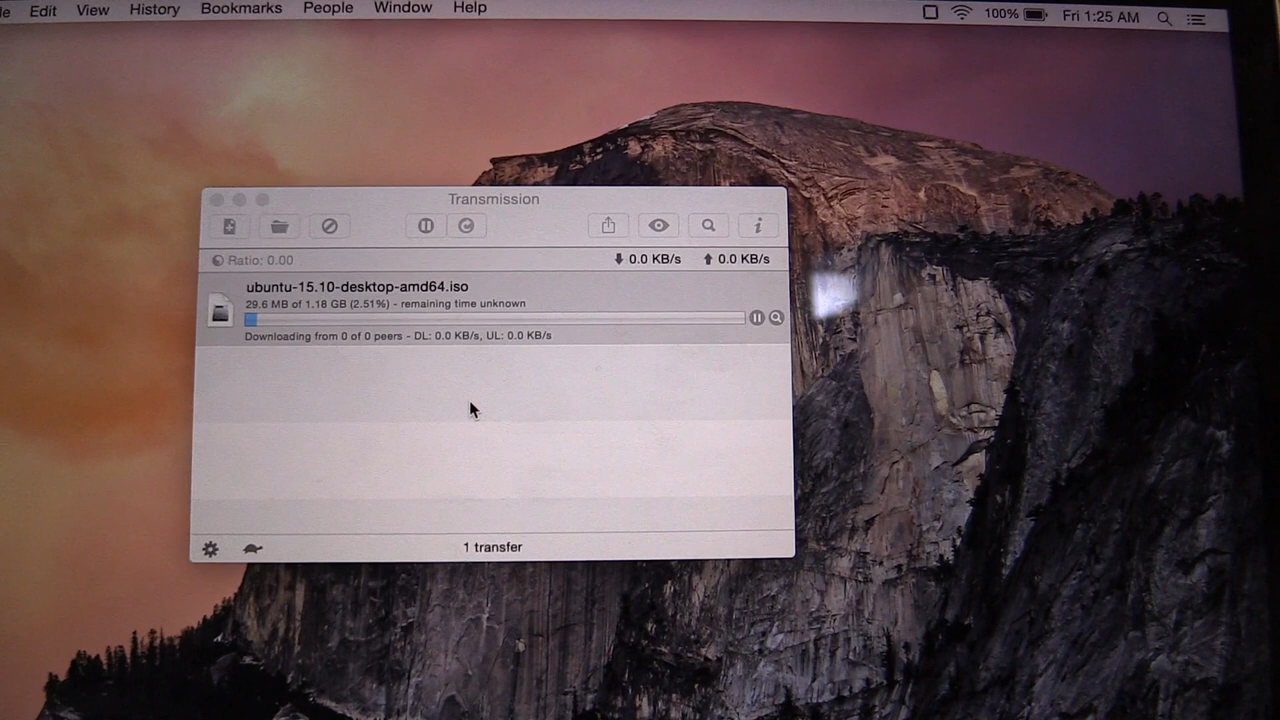 Edit View History Bookmarks People Window Help 100% Fri 1:25 AM
Transmission
Ratio: 0.00 0.0 KB/s 0.0 KB/s
ubuntu-15.10-desktop-amd64.iso
29.6 MB of 1.18 GB (2.51%) - remaining time unknown
Downloading from 0 of 0 peers - DL: 0.0 KB/s, UL: 0.0 KB/s
1 transfer